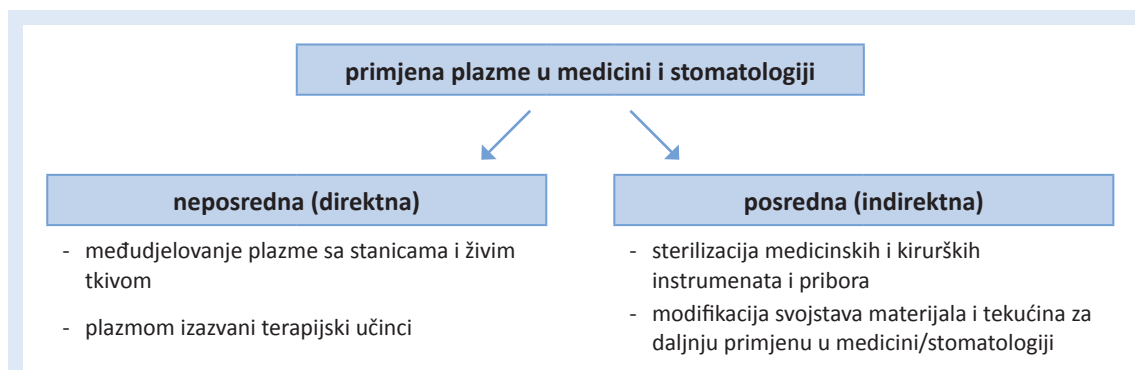 primjena plazme u medicini i stomatologiji
neposredna (direktna)
- međudjelovanje plazme sa stanicama i živim
tkivom
- plazmom izazvani terapijski učinci
posredna (indirektna)
- sterilizacija medicinskih i kirurških
instrumenata i pribora
- modifikacija svojstava materijala i tekućina za
daljnju primjenu u medicini/stomatologiji